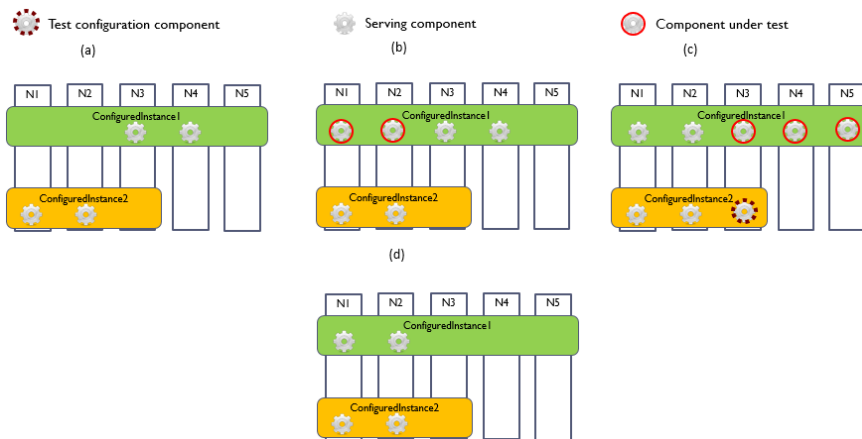 Test configuration component
Serving component
Component under test
(a)
(b)
(c)
N1 N2 N3 N4 N5
ConfiguredInstance1
ConfiguredInstance2
N1 N2 N3 N4 N5
ConfiguredInstance1
ConfiguredInstance2
N1 N2 N3 N4 N5
ConfiguredInstance1
ConfiguredInstance2
(d)
N1 N2 N3 N4 N5
ConfiguredInstance1
ConfiguredInstance2